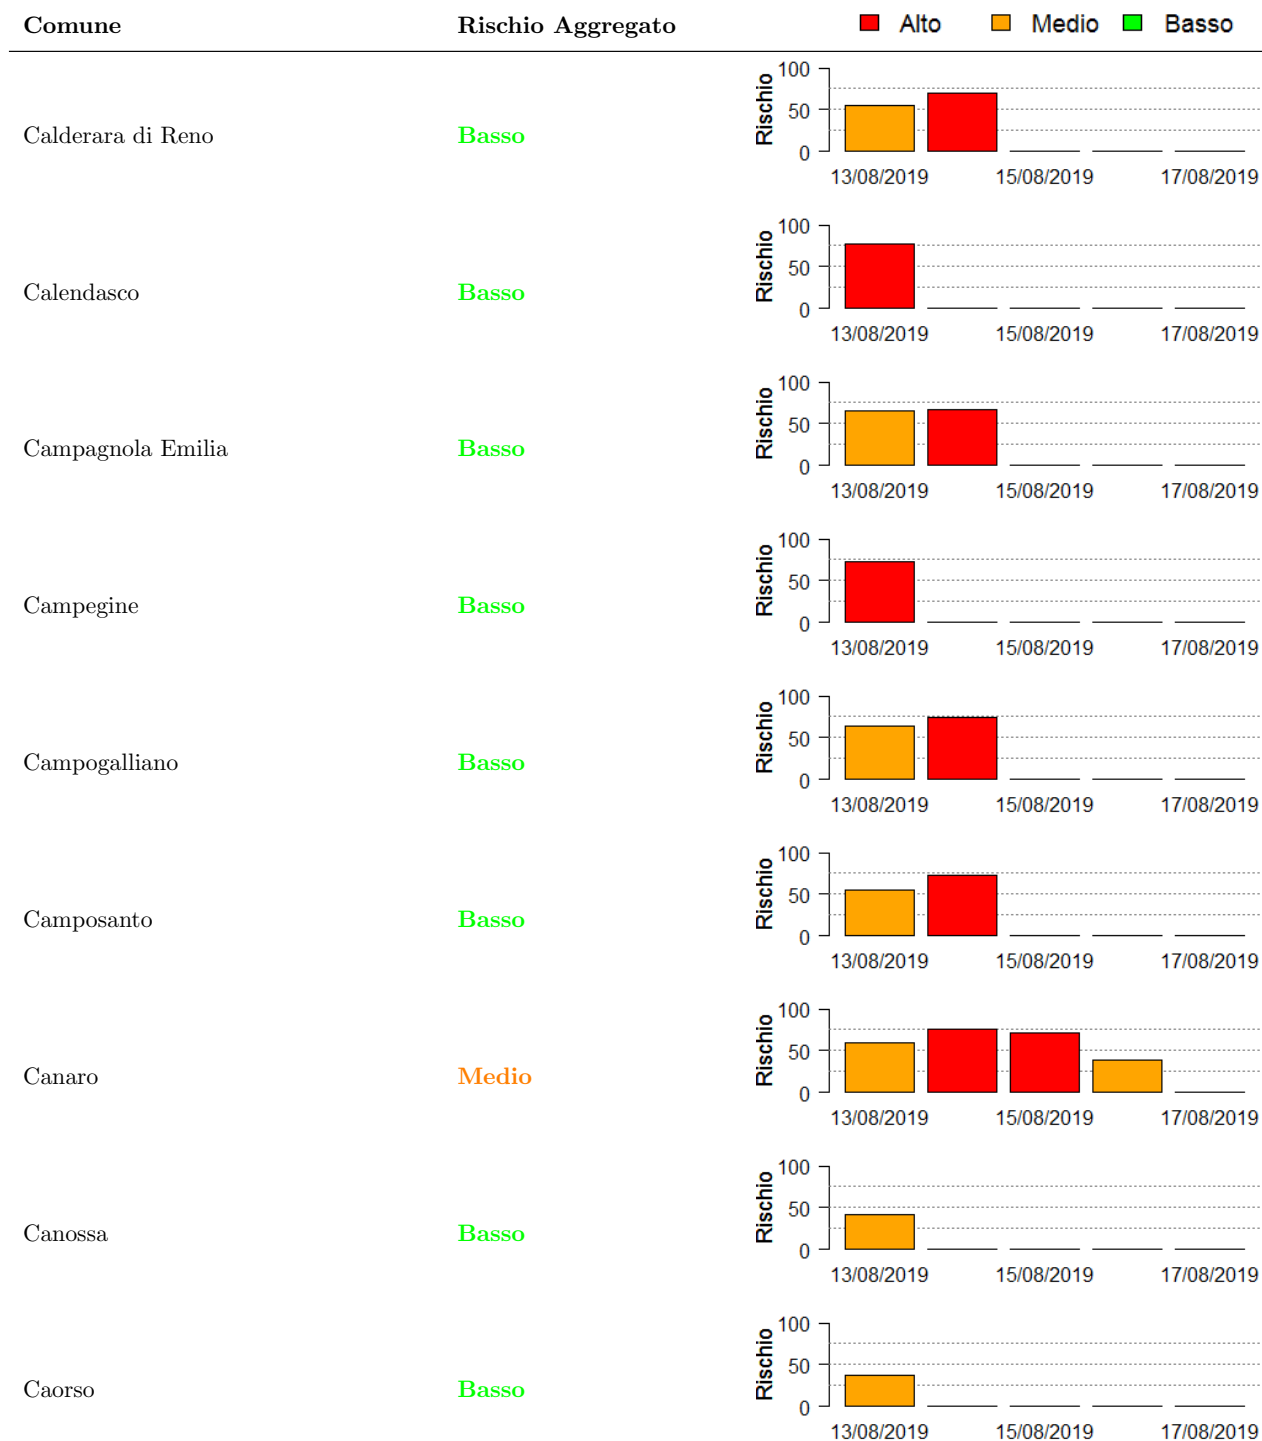 Comune Rischio Aggregato Alto Medio Basso
Calderara di Reno Basso
Rischio
100
50
0
13/08/2019 15/08/2019 17/08/2019
Calendasco Basso
Rischio
100
50
0
13/08/2019 15/08/2019 17/08/2019
Campagnola Emilia Basso
Rischio
100
50
0
13/08/2019 15/08/2019 17/08/2019
Campegine Basso
Rischio
100
50
0
13/08/2019 15/08/2019 17/08/2019
Campogalliano Basso
Rischio
100
50
0
13/08/2019 15/08/2019 17/08/2019
Camposanto Basso
Rischio
100
50
0
13/08/2019 15/08/2019 17/08/2019
Canaro Medio
Rischio
100
50
0
13/08/2019 15/08/2019 17/08/2019
Canossa Basso
Rischio
100
50
0
13/08/2019 15/08/2019 17/08/2019
Caorso Basso
Rischio
100
50
0
13/08/2019 15/08/2019 17/08/2019